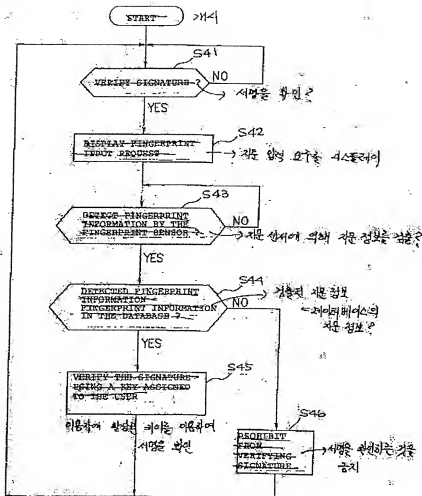 START 개시
S41
VERIFY SIGNATURE ? NO
서명을 확인?
YES
S42
DISPLAY FINGERPRINT
INPUT REQUEST
지문 입력 요구를 디스플레이
S43
DETECT FINGERPRINT
INFORMATION BY THE
FINGERPRINT SENSOR ?
NO
지문 센서에 의해 지문 정보를 검출?
YES
S44
DETECTED FINGERPRINT
INFORMATION =
FINGERPRINT INFORMATION
IN THE DATABASE ?
NO
검출된 지문 정보
=데이터베이스의
지문 정보?
YES
S45
VERIFY THE SIGNATURE
USING A KEY ASSIGNED
TO THE USER
할당된 키이를 이용하여
서명을 확인
S46
PROHIBIT
FROM
VERIFYING
SIGNATURE
서명을 확인하는 것을
금지